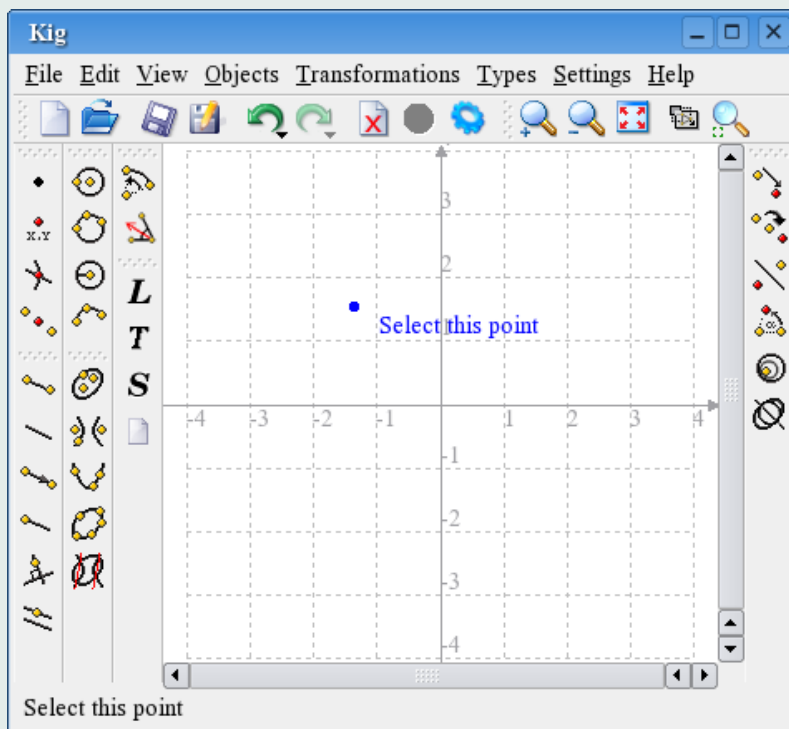 Kig
File Edit View Objects Transformations Types Settings Help
x,Y
L
T
S
3
2
Select this point
1
-4 -3 -2 -1 1 2 3 4
-1
-2
-3
-4
Select this point